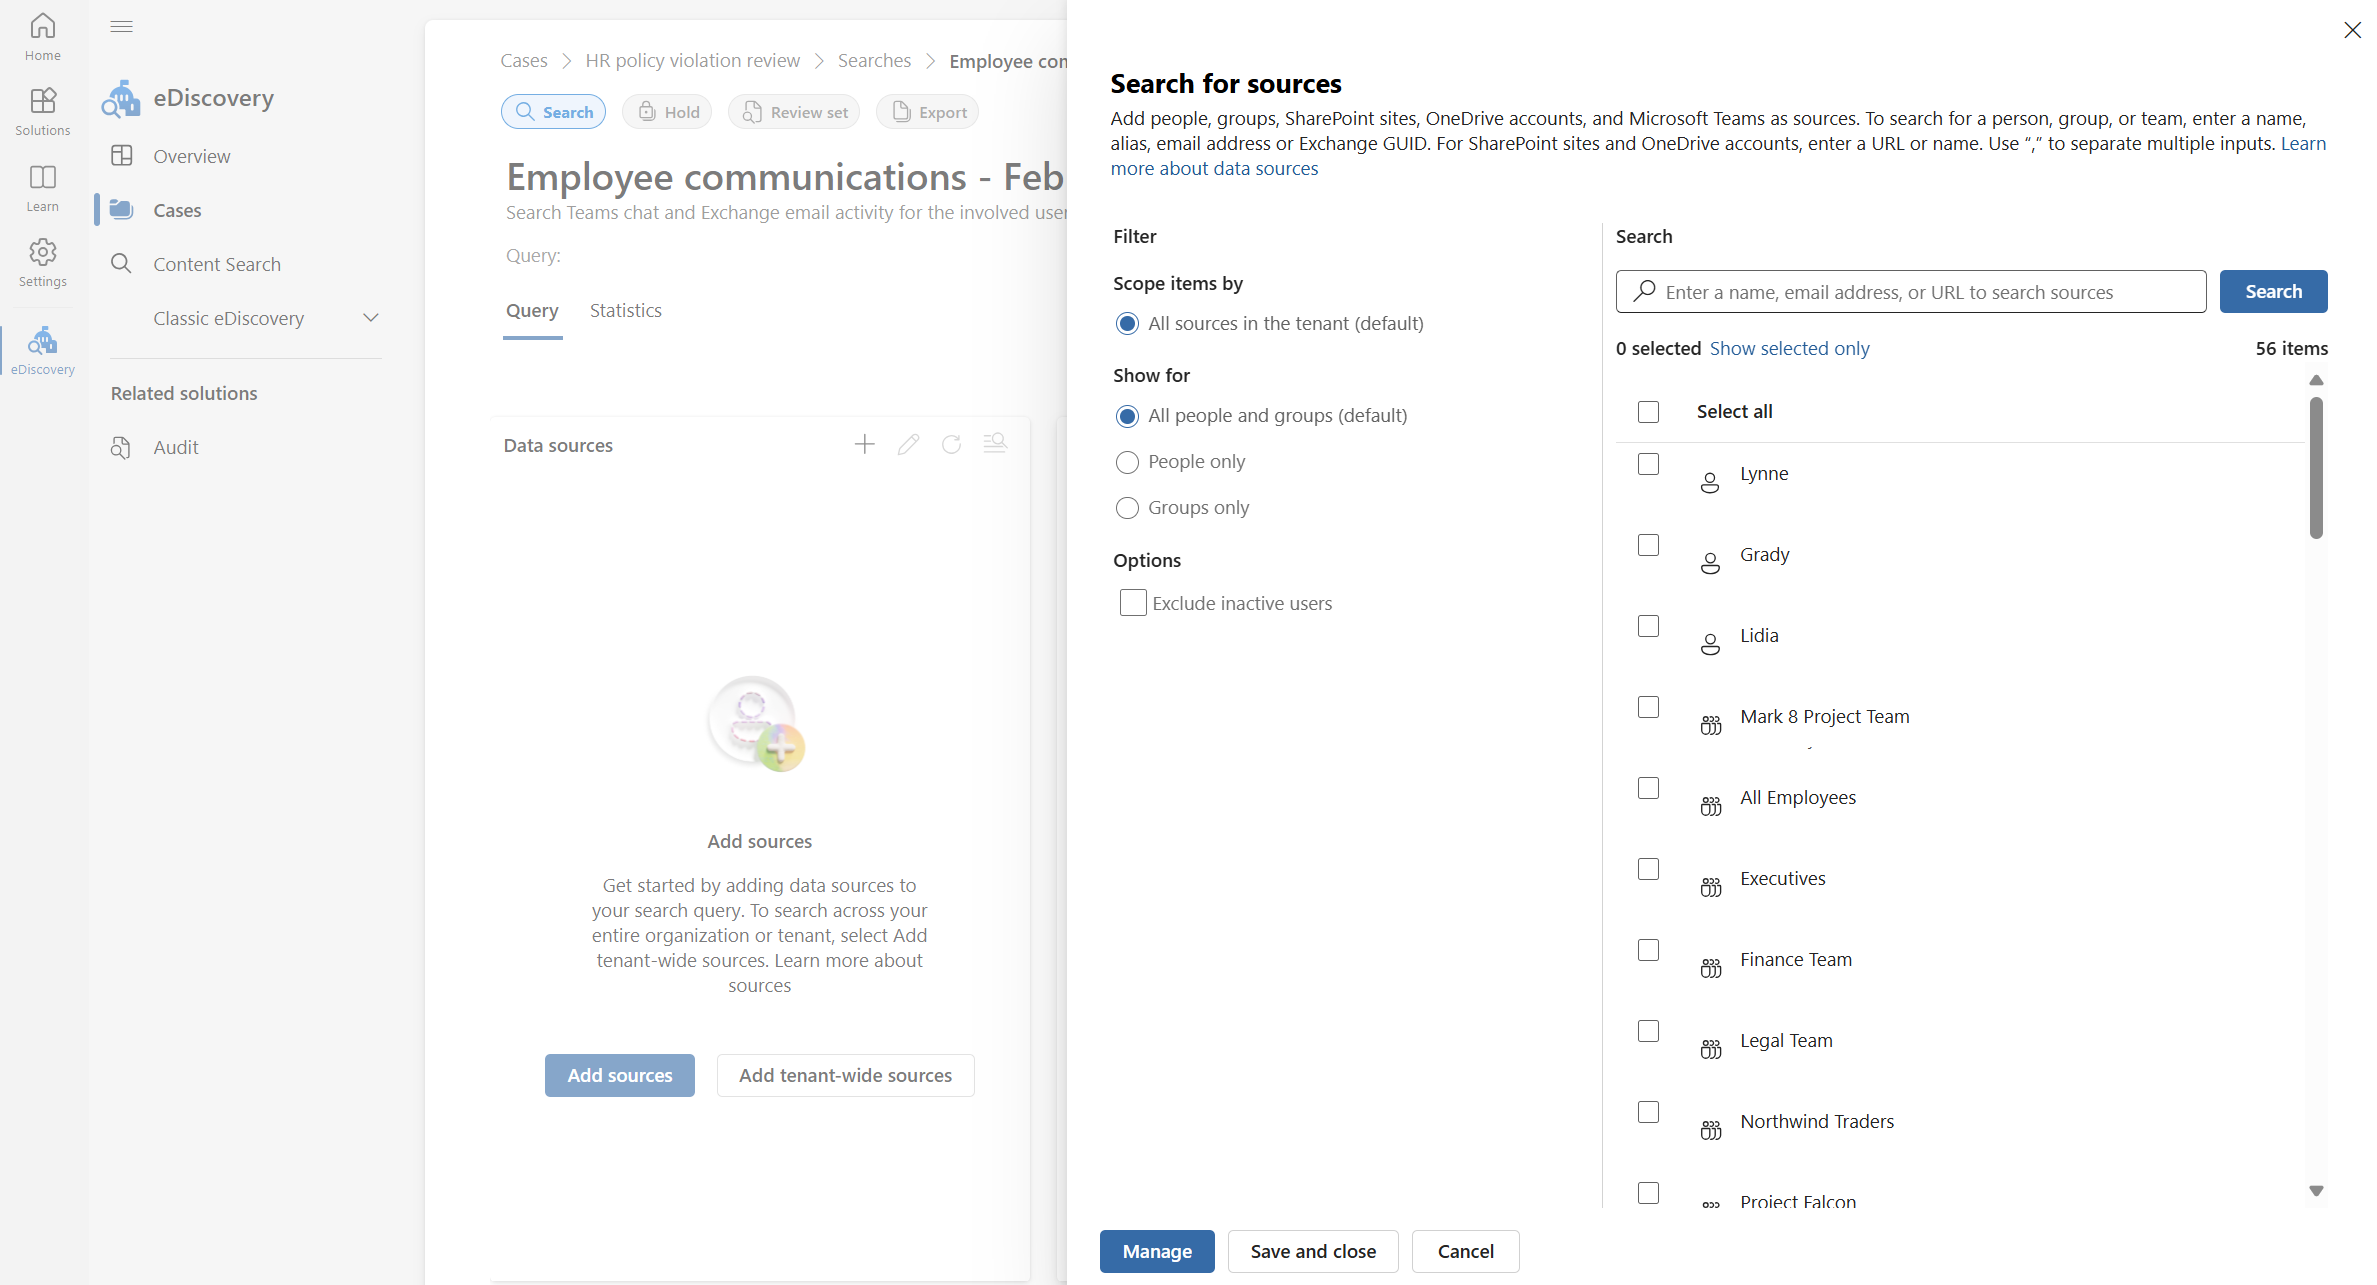 Home
Solutions
Learn
Settings
eDiscovery
eDiscovery
Overview
Cases
Content Search
Classic eDiscovery
Related solutions
Audit
Cases > HR policy violation review > Searches > Employee
Search
Hold
Review set
Export
Employee communications - Feb
Search Teams chat and Exchange email activity for the involved
Query:
Query
Statistics
Data sources
Add sources
Get started by adding data sources to
your search query. To search across your
entire organization or tenant, select Add
tenant-wide sources. Learn more about
sources
Add sources
Add tenant-wide sources
Search for sources
Add people, groups, SharePoint sites, OneDrive accounts, and Microsoft Teams as sources. To search for a person, group, or team, enter a name,
alias, email address or Exchange GUID. For SharePoint sites and OneDrive accounts, enter a URL or name. Use “,” to separate multiple inputs. Learn
more about data sources
Filter
Scope items by
All sources in the tenant (default)
Show for
All people and groups (default)
People only
Groups only
Options
Exclude inactive users
Search
Enter a name, email address, or URL to search sources
Search
0 selected Show selected only
56 items
Select all
Lynne
Grady
Lidia
Mark 8 Project Team
All Employees
Executives
Finance Team
Legal Team
Northwind Traders
Project Falcon
Manage
Save and close
Cancel